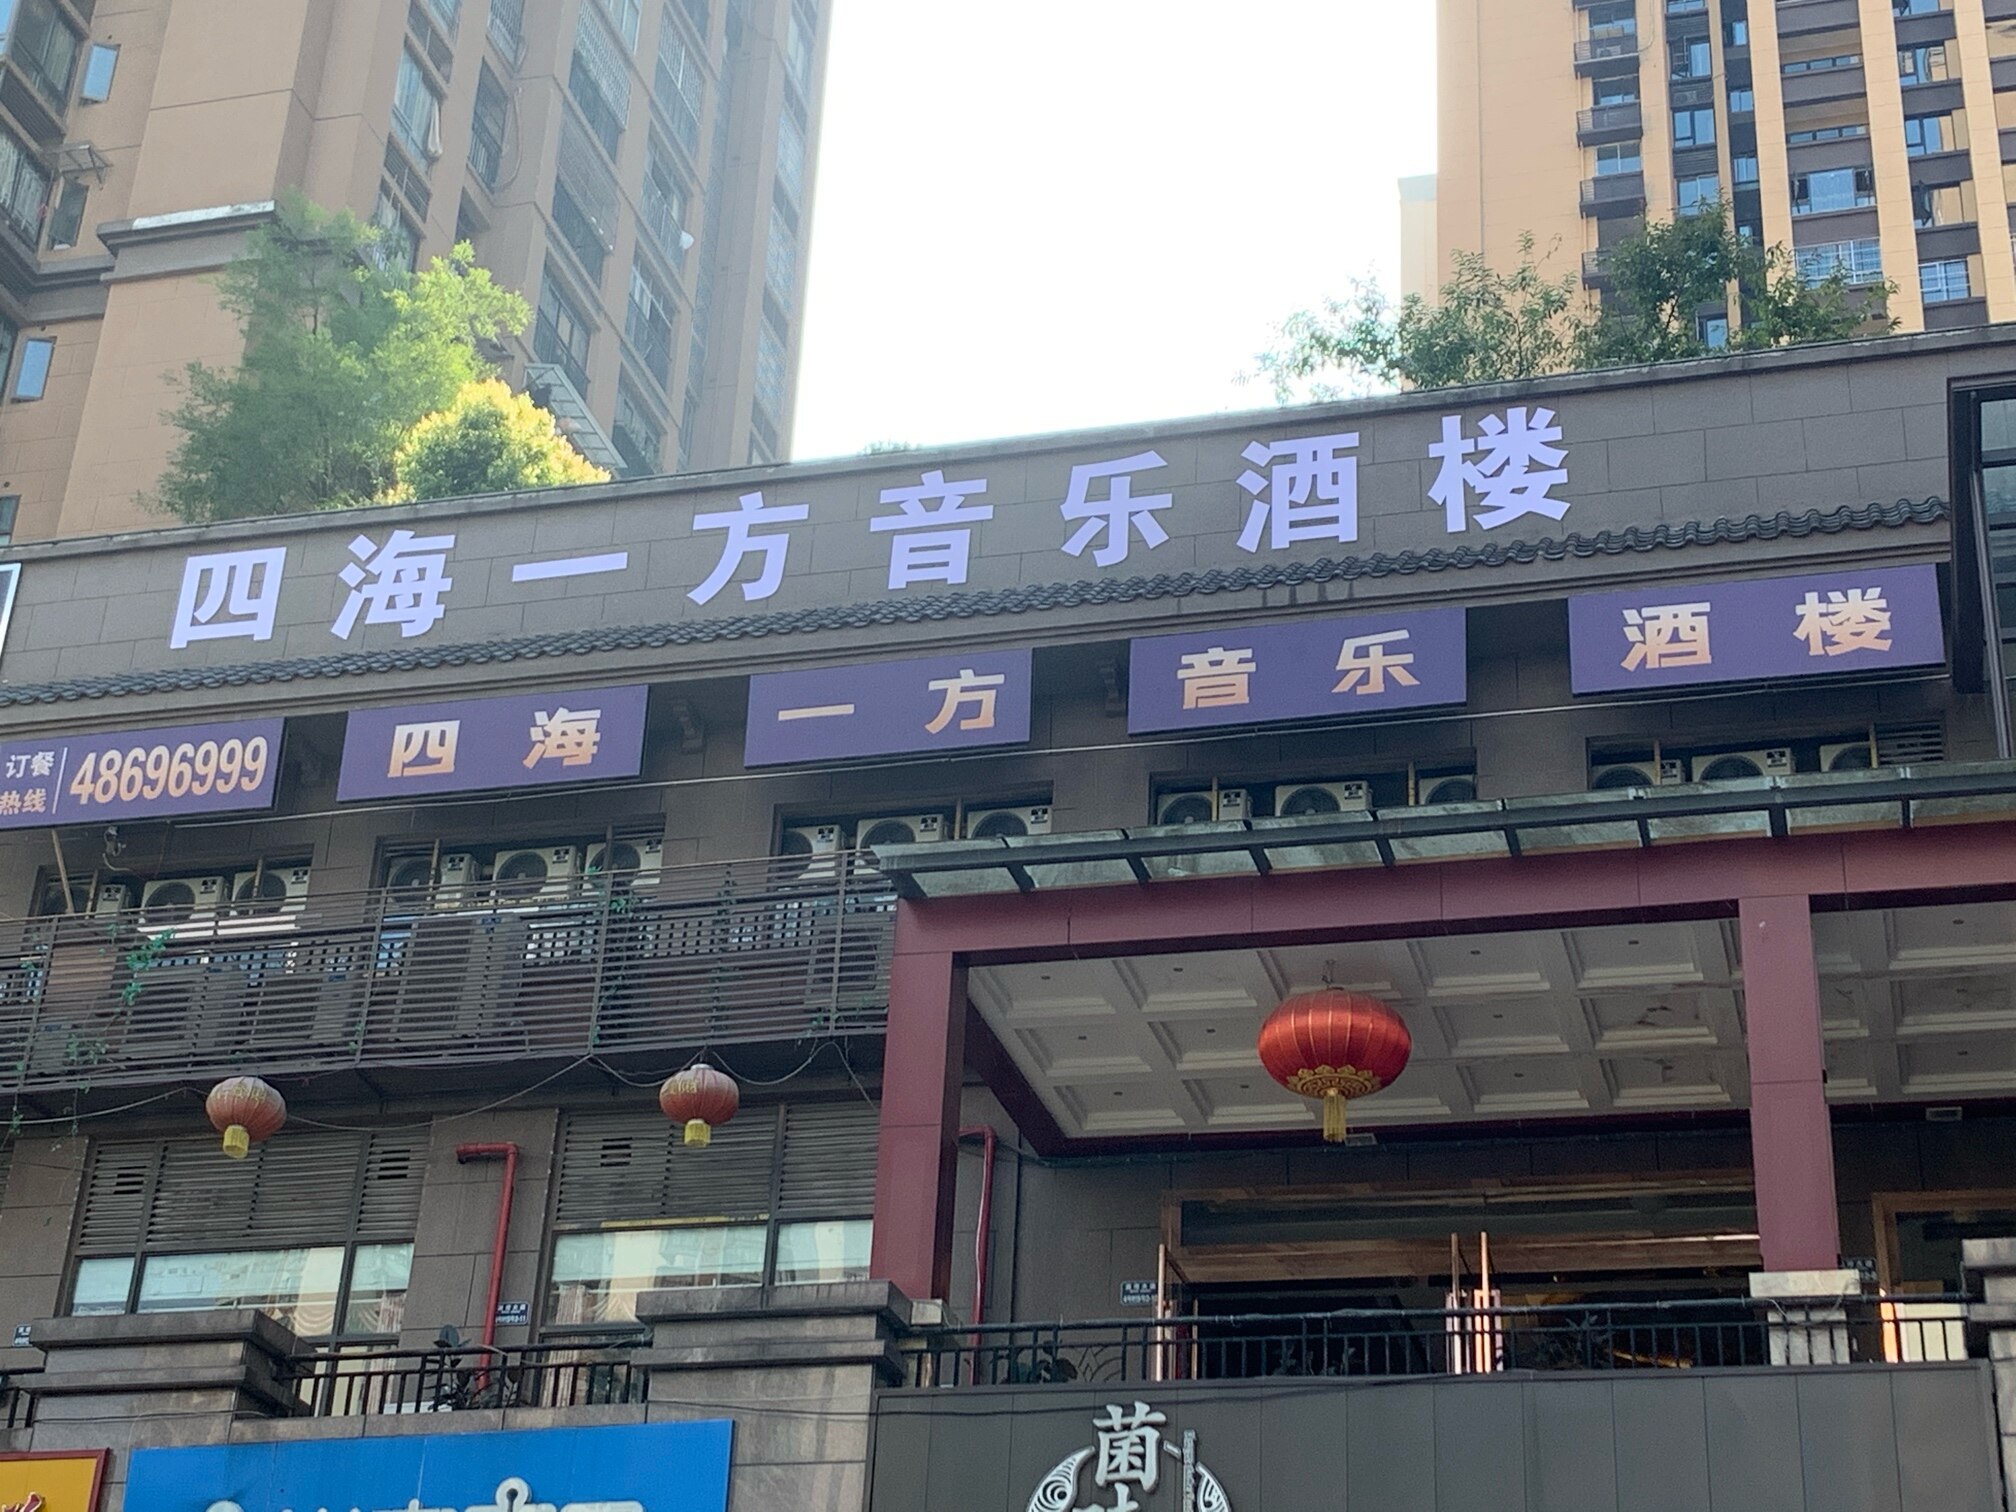 四海一方音乐酒楼
订餐
热线
48696999
四海
一方
音乐
酒楼
菌